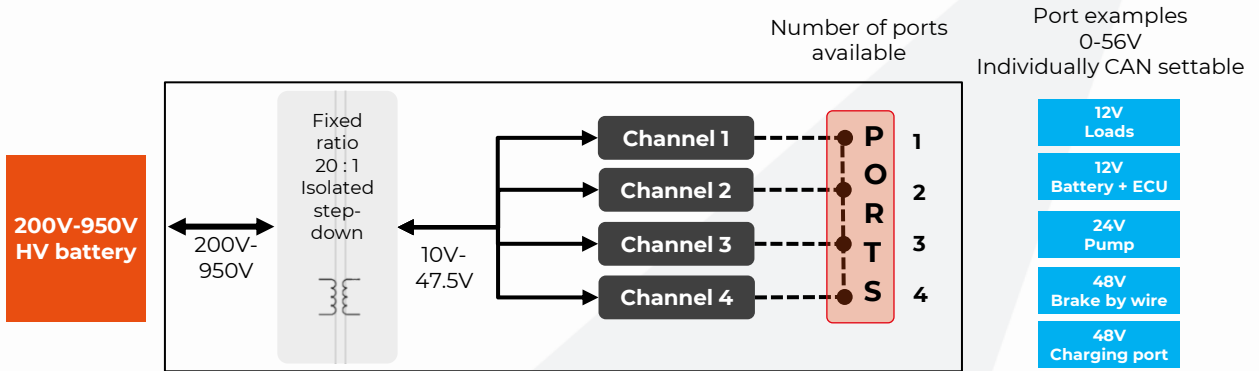 Number of ports
available
Port examples
0-56V
Individually CAN settable
200V-950V
HV battery
200V-
950V
Fixed
ratio
20 : 1
Isolated
step-
down
10V-
47.5V
Channel 1
Channel 2
Channel 3
Channel 4
P
O
R
T
S
1
2
3
4
12V
Loads
12V
Battery + ECU
24V
Pump
48V
Brake by wire
48V
Charging port